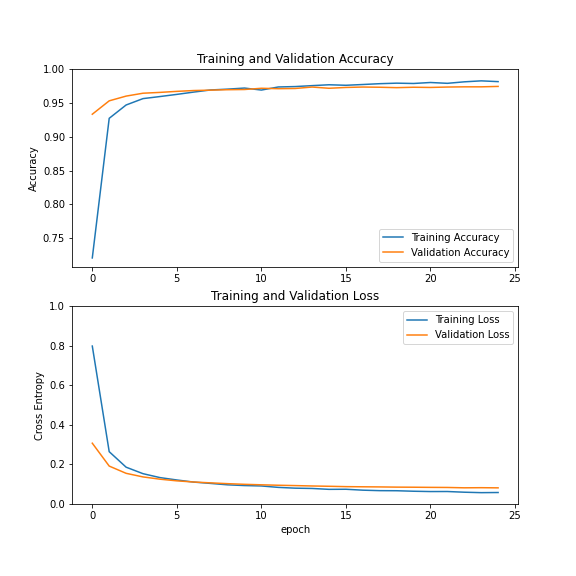 Training and Validation Accuracy
1.00
0.95
0.90
0.85
0.80
0.75
Accuracy
Training Accuracy
Validation Accuracy
0 5 10 15 20 25
Training and Validation Loss
1.0
0.8
0.6
0.4
0.2
0.0
Cross Entropy
Training Loss
Validation Loss
0 5 10 15 20 25
epoch